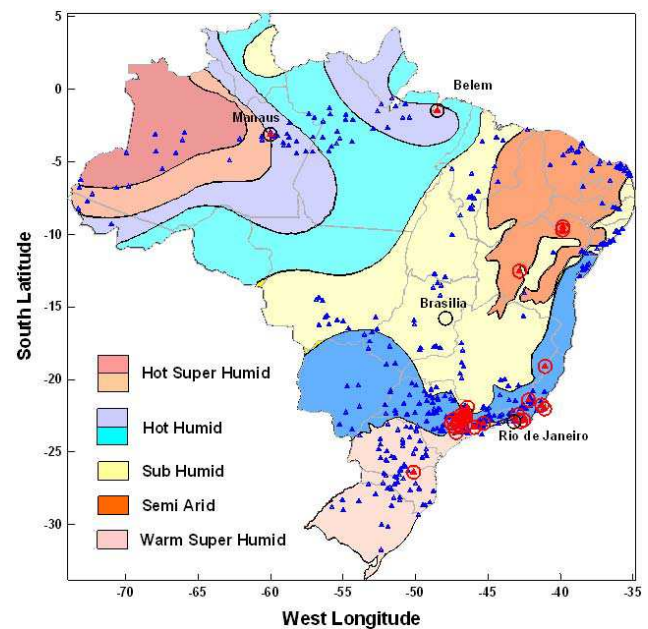 5
0
-5
-10
-15
-20
-25
-30
South Latitude
Belem
Manaus
Brasilia
Rio de Janeiro
Hot Super Humid
Hot Humid
Sub Humid
Semi Arid
Warm Super Humid
-70 -65 -60 -55 -50 -45 -40 -35
West Longitude